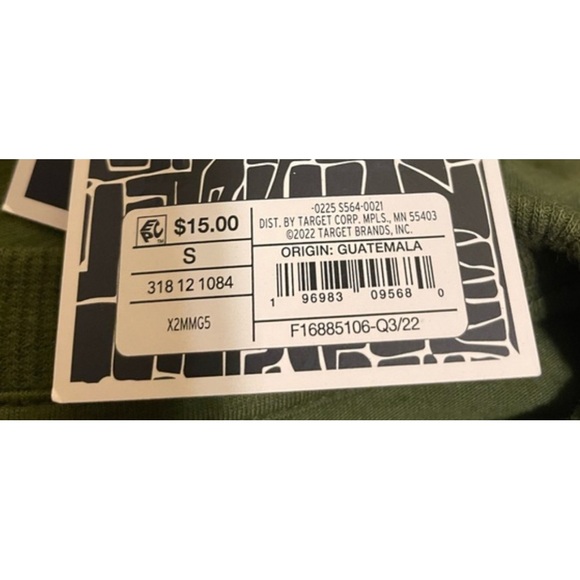 EPC™ $15.00
S
318 12 1084
X2MMG5
-0225 S564-0021
DIST. BY TARGET CORP. MPLS., MN 55403
©2022 TARGET BRANDS, INC.
ORIGIN: GUATEMALA
1 96983 09568 0
F16885106-Q3/22